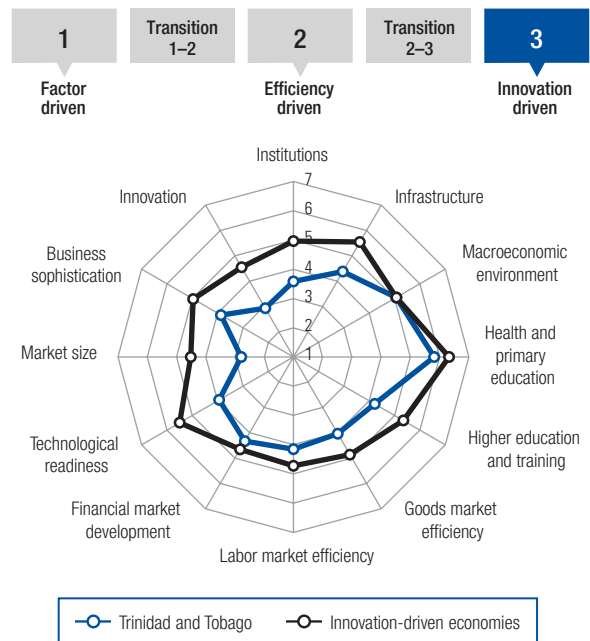 1
Transition
1–2
2
Transition
2–3
3
Factor
driven
Efficiency
driven
Innovation
driven
Institutions
7
Innovation
Infrastructure
6
5
Business
sophistication
Macroeconomic
environment
4
3
2
Market size
1
Health and
primary
education
Technological
readiness
Higher education
and training
Financial market
development
Goods market
efficiency
Labor market efficiency
Trinidad and Tobago
Innovation-driven economies